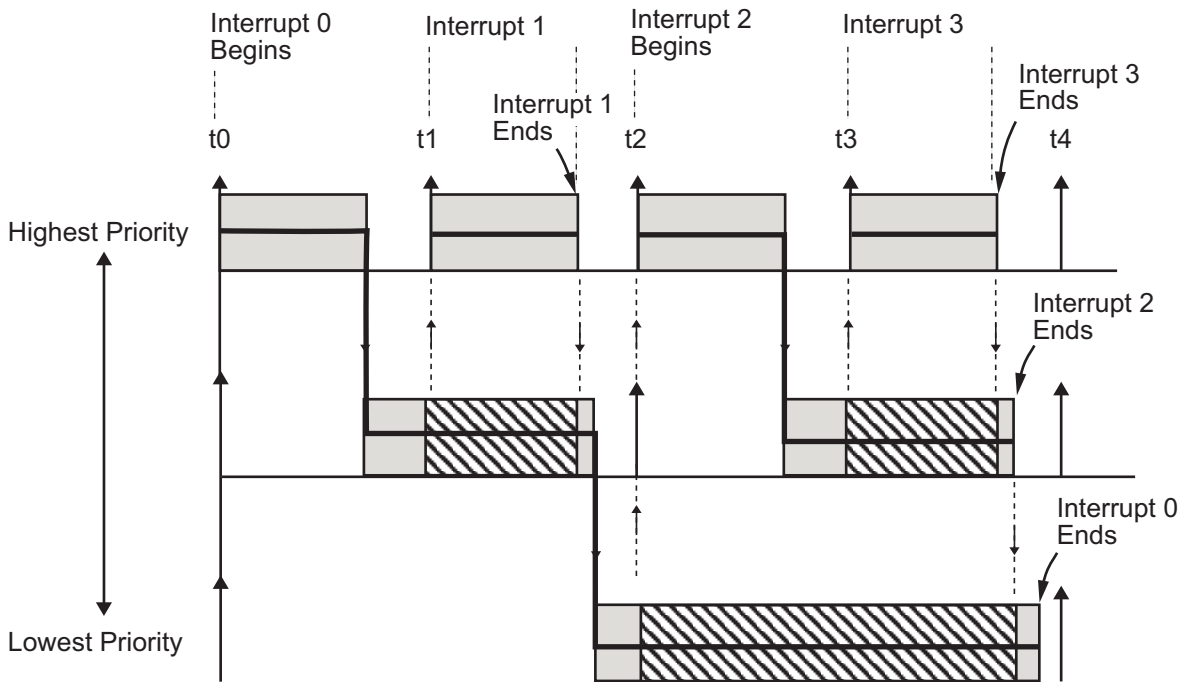 Interrupt 0
Begins
Interrupt 1
Interrupt 2
Begins
Interrupt 3
Interrupt 3
Ends
Interrupt 1
Ends
t0
t1
t2
t3
t4
Highest Priority
Interrupt 2
Ends
Interrupt 0
Ends
Lowest Priority